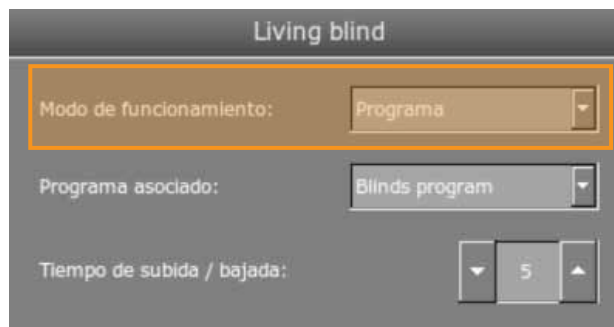 Living blind
Modo de funcionamiento: Programa
Programa asociado: Blinds program
Tiempo de subida / bajada: 5